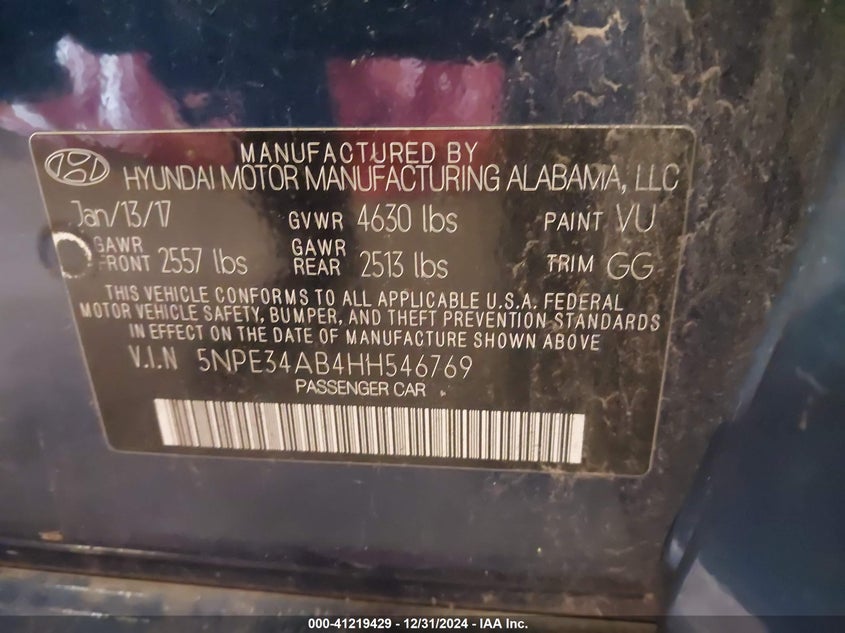 MANUFACTURED BY
HYUNDAI MOTOR MANUFACTURING ALABAMA, LLC
Jan/13/17 GVWR 4630 lbs PAINT VU
GAWR FRONT 2557 lbs GAWR REAR 2513 lbs TRIM GG
THIS VEHICLE CONFORMS TO ALL APPLICABLE U.S.A. FEDERAL
MOTOR VEHICLE SAFETY, BUMPER, AND THEFT PREVENTION STANDARDS
IN EFFECT ON THE DATE OF MANUFACTURE SHOWN ABOVE
V.I.N 5NPE34AB4HH546769
PASSENGER CAR
000-41219429 - 12/31/2024 - IAA Inc.